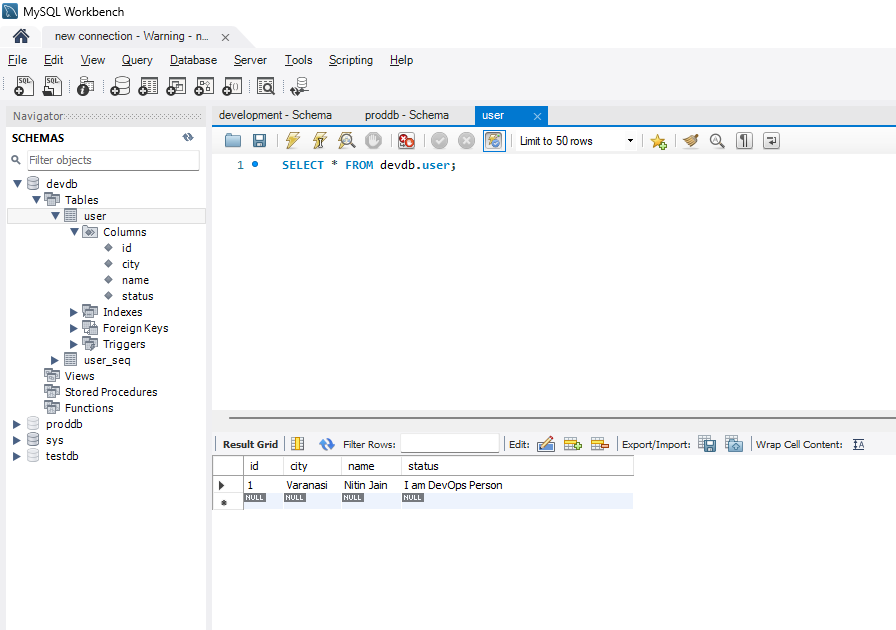 MySQL Workbench
new connection - Warning - n... ×
File Edit View Query Database Server Tools Scripting Help
Navigator
SCHEMAS
Filter objects
devdb
Tables
user
Columns
id
city
name
status
Indexes
Foreign Keys
Triggers
user_seq
Views
Stored Procedures
Functions
proddb
sys
testdb
development - Schema proddb - Schema user ×
Limit to 50 rows
1 SELECT * FROM devdb.user;
Result Grid Filter Rows: Edit: Export/Import: Wrap Cell Content:
id city name status
1 Varanasi Nitin Jain I am DevOps Person
NULL NULL NULL NULL